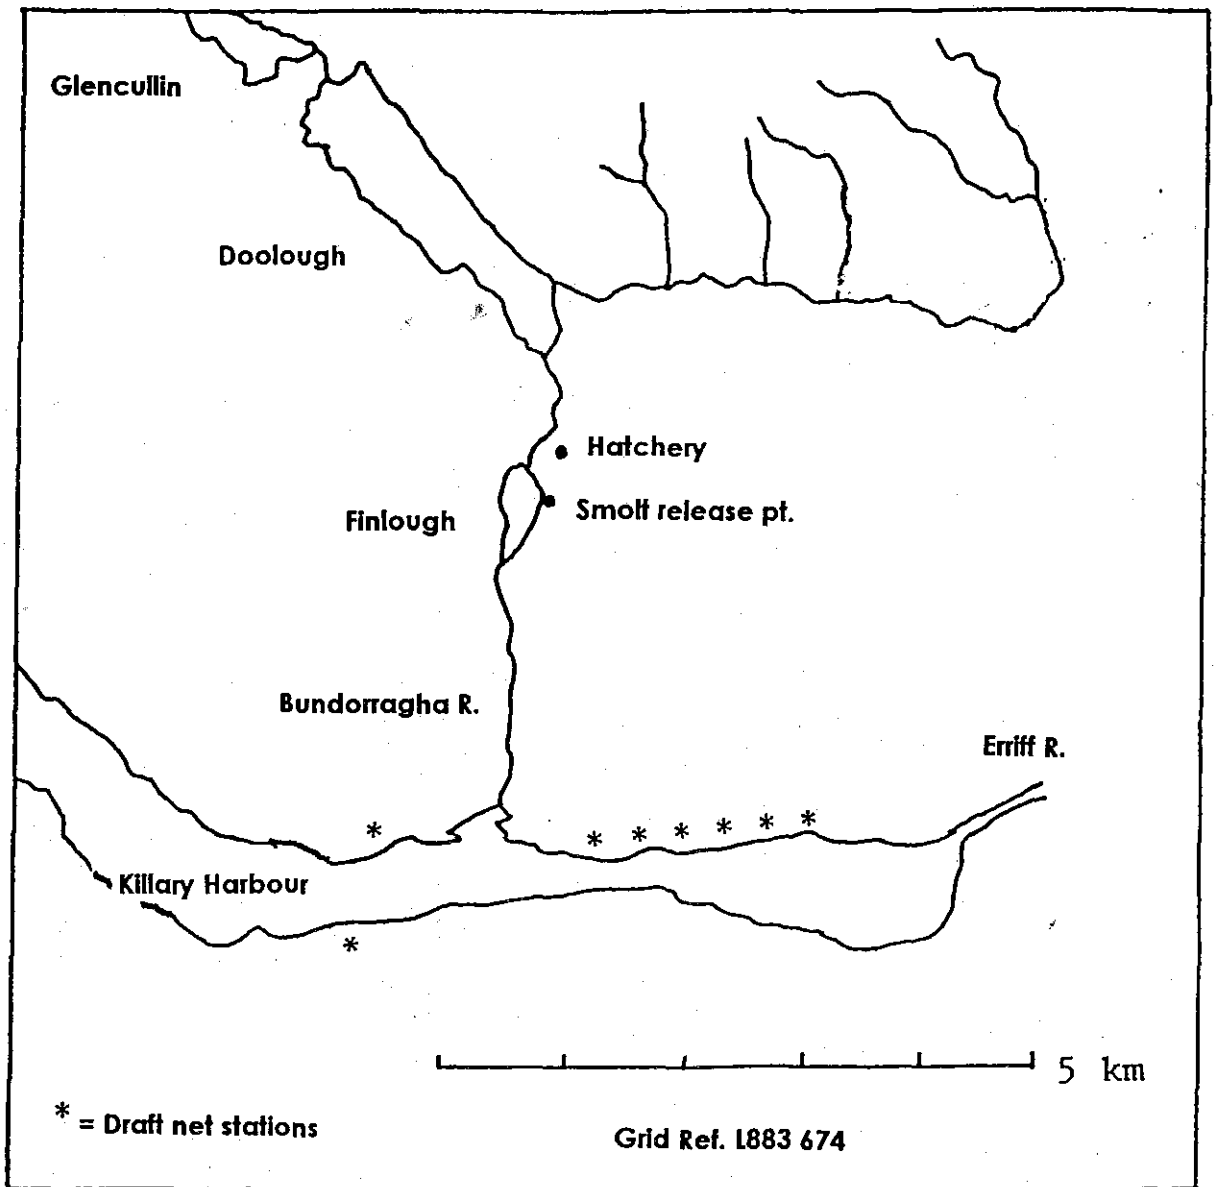 Glencullin
Doolough
Hatchery
Smolt release pt.
Finlough
Bundorragha R.
Erriff R.
* * * * * * *
Killary Harbour
*
5 km
* = Draft net stations
Grid Ref. L883 674